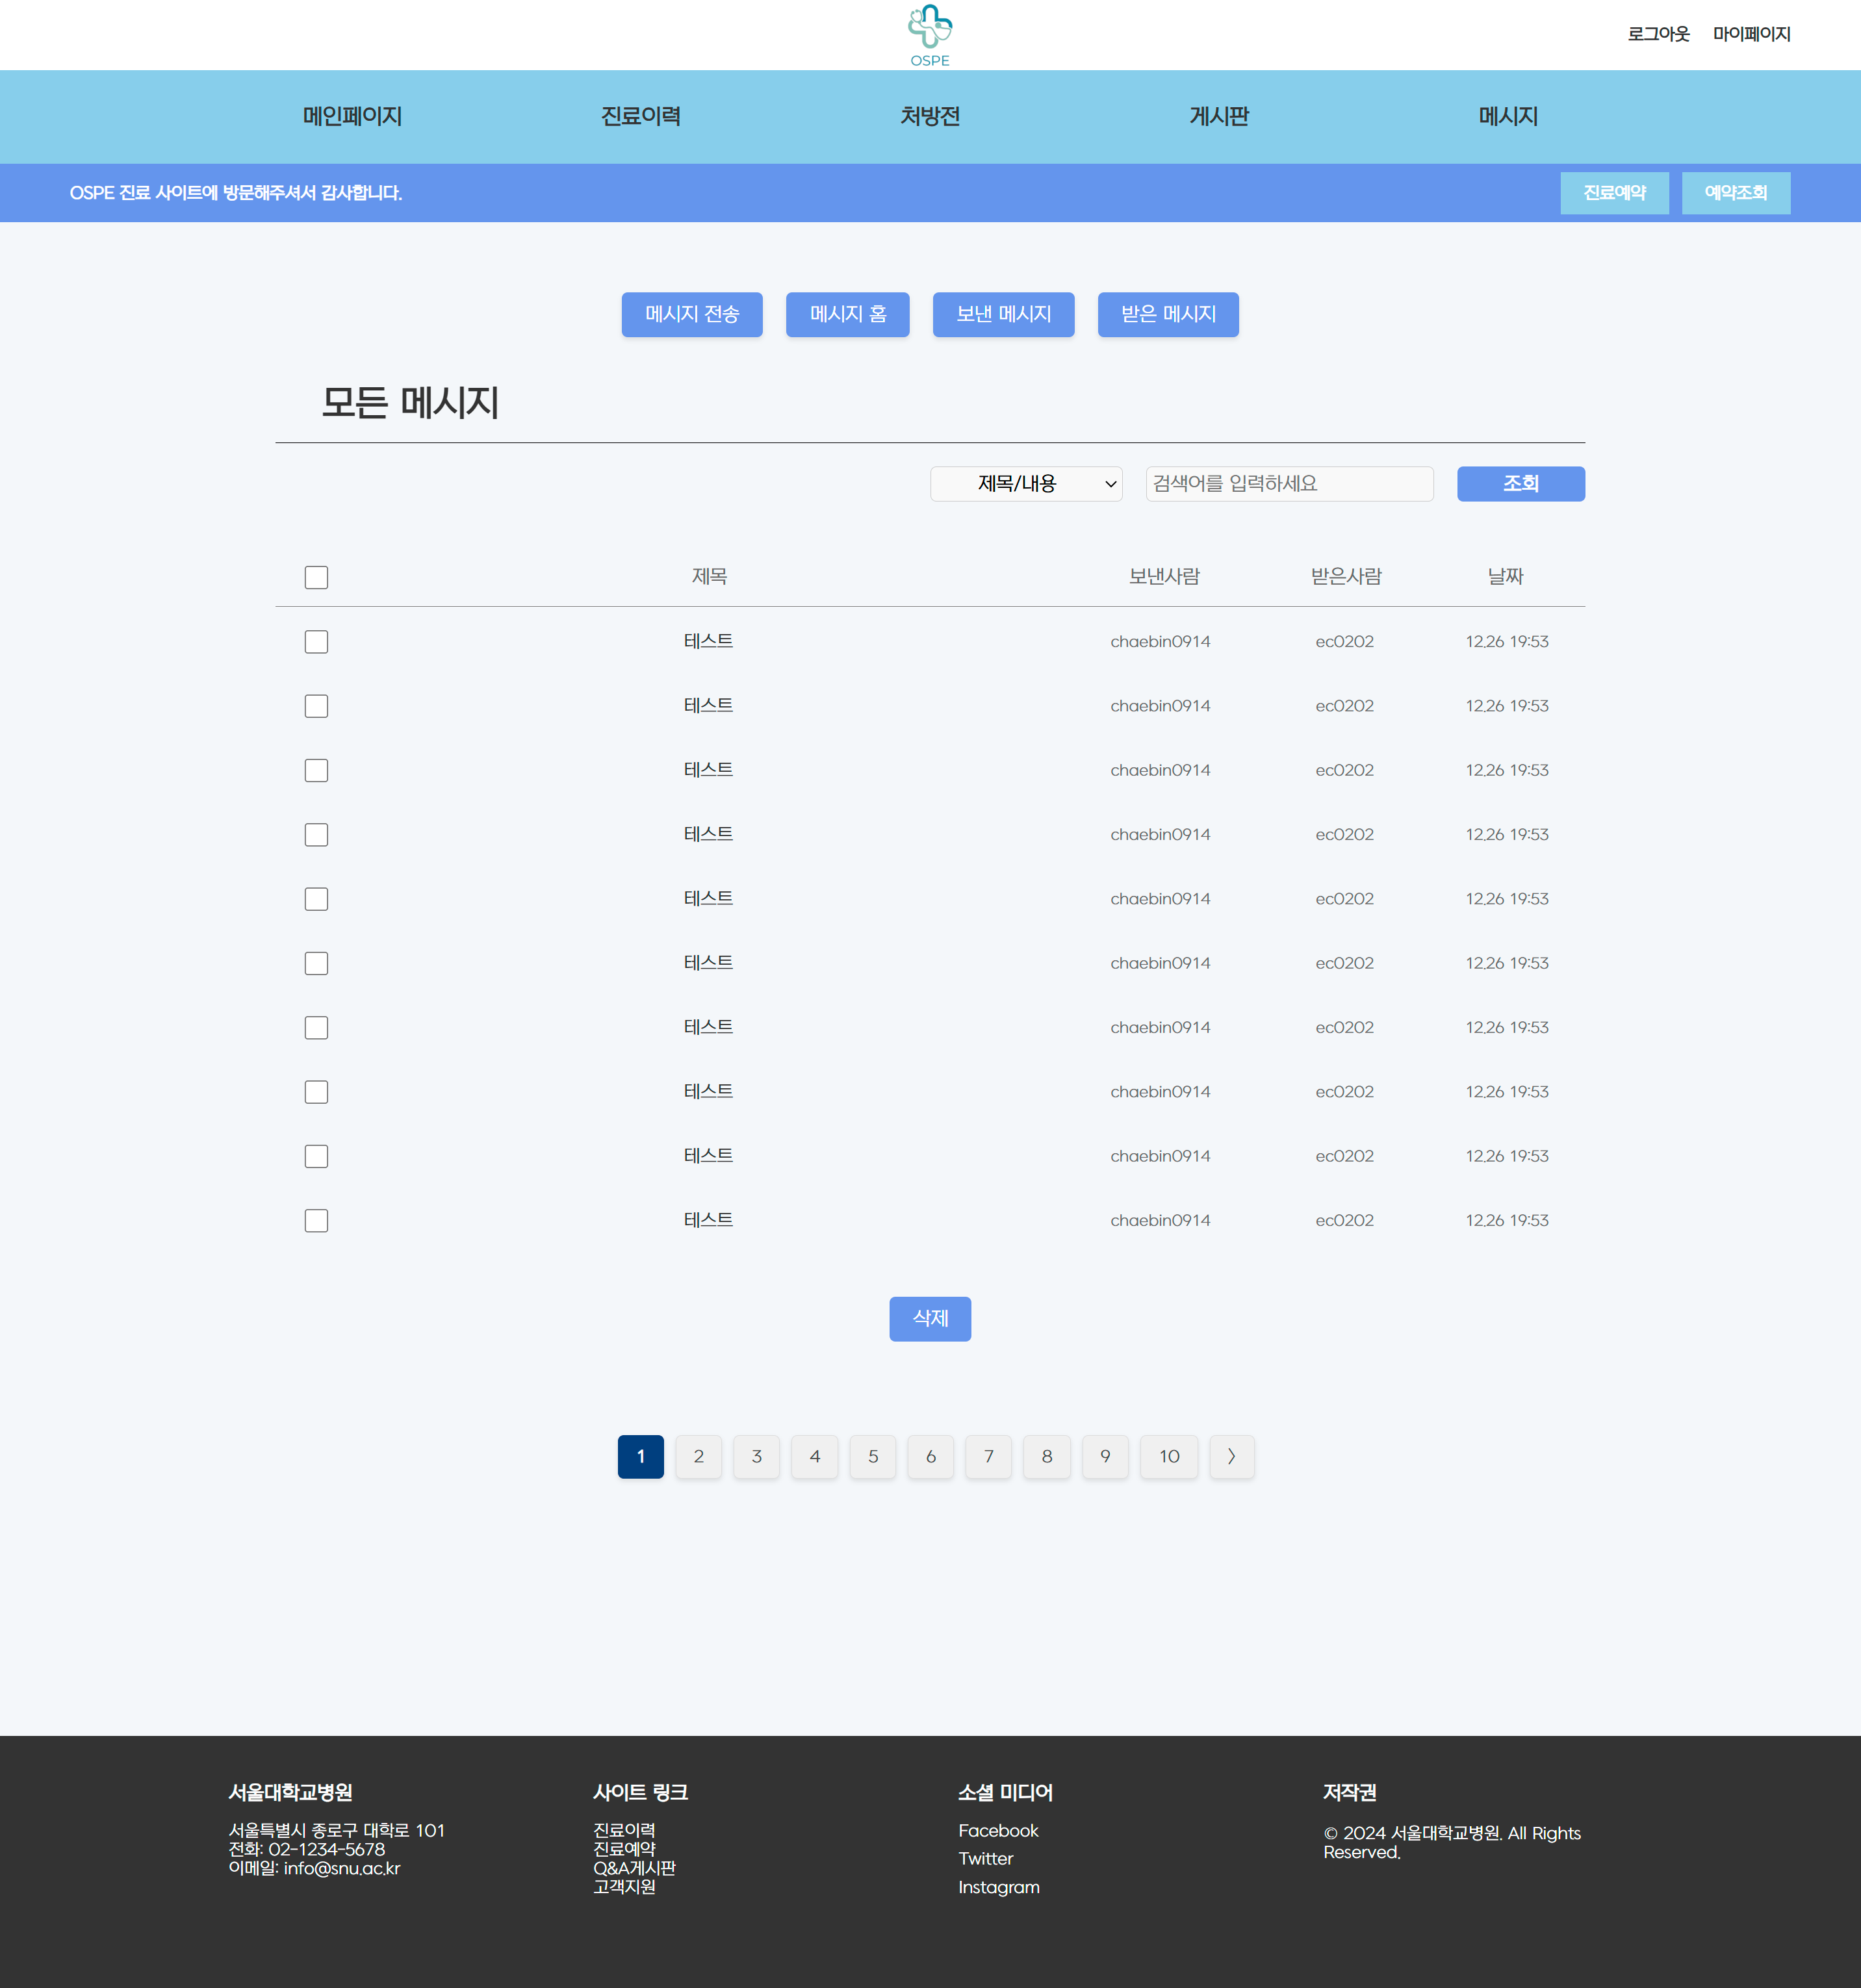 OSPE
로그아웃 마이페이지
메인페이지 진료이력 처방전 게시판 메시지
OSPE 진료 사이트에 방문해주셔서 감사합니다. 진료예약 예약조회
메시지 전송 메시지 홈 보낸 메시지 받은 메시지
모든 메시지
제목/내용 검색어를 입력하세요 조회
제목 보낸사람 받은사람 날짜
테스트 chaebin0914 ec0202 12.26 19:53
테스트 chaebin0914 ec0202 12.26 19:53
테스트 chaebin0914 ec0202 12.26 19:53
테스트 chaebin0914 ec0202 12.26 19:53
테스트 chaebin0914 ec0202 12.26 19:53
테스트 chaebin0914 ec0202 12.26 19:53
테스트 chaebin0914 ec0202 12.26 19:53
테스트 chaebin0914 ec0202 12.26 19:53
테스트 chaebin0914 ec0202 12.26 19:53
테스트 chaebin0914 ec0202 12.26 19:53
삭제
1 2 3 4 5 6 7 8 9 10 〉
서울대학교병원
서울특별시 종로구 대학로 101
전화: 02-1234-5678
이메일: info@snu.ac.kr
사이트 링크
진료이력
진료예약
Q&A게시판
고객지원
소셜 미디어
Facebook
Twitter
Instagram
저작권
© 2024 서울대학교병원. All Rights
Reserved.